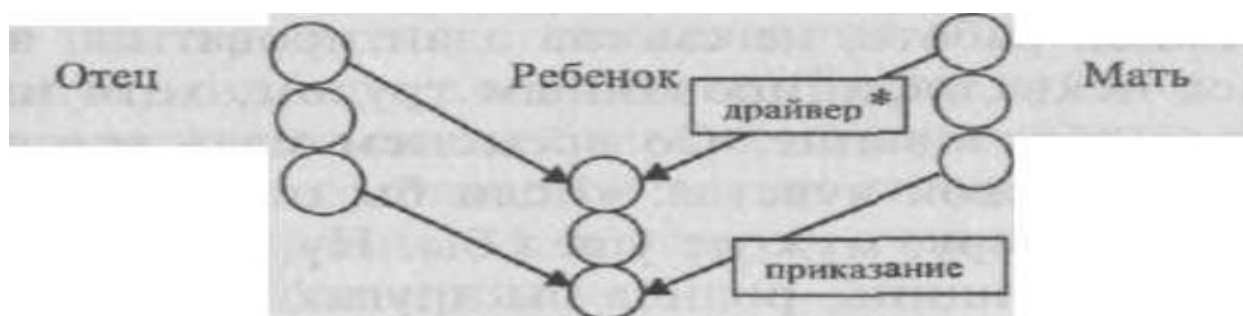 Отец
Ребенок
Мать
драйвер *
приказание